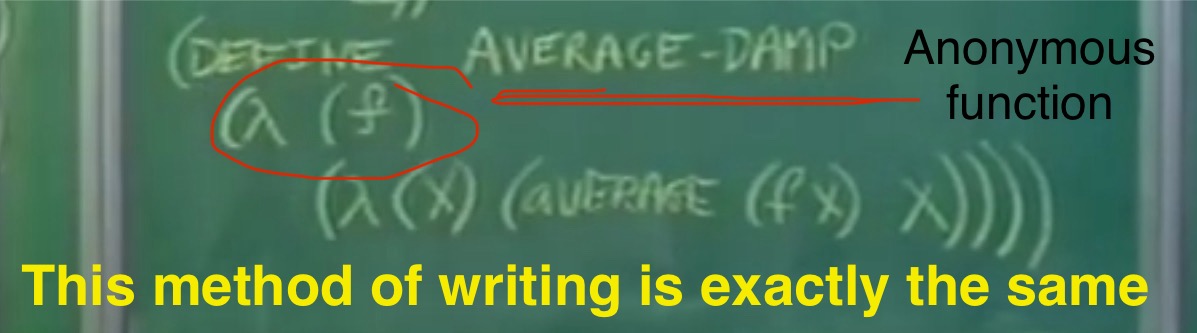 (DEFINE AVERAGE-DAMP
Anonymous
function
(λ (f)
(λ (X) (aVERAGE (f x) x))))
This method of writing is exactly the same